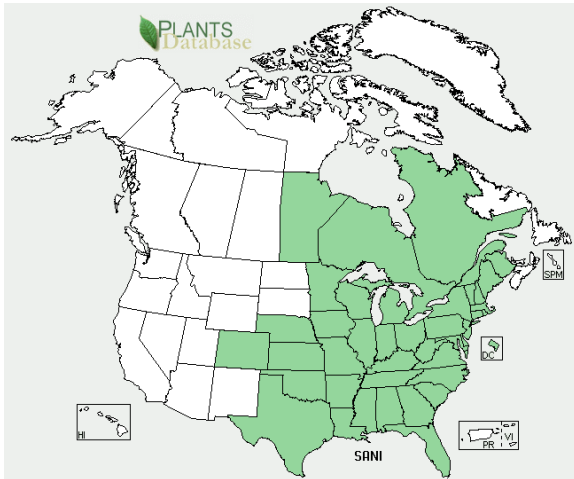 PLANTS
Database
SPM
DC
HI
PR
VI
SANI